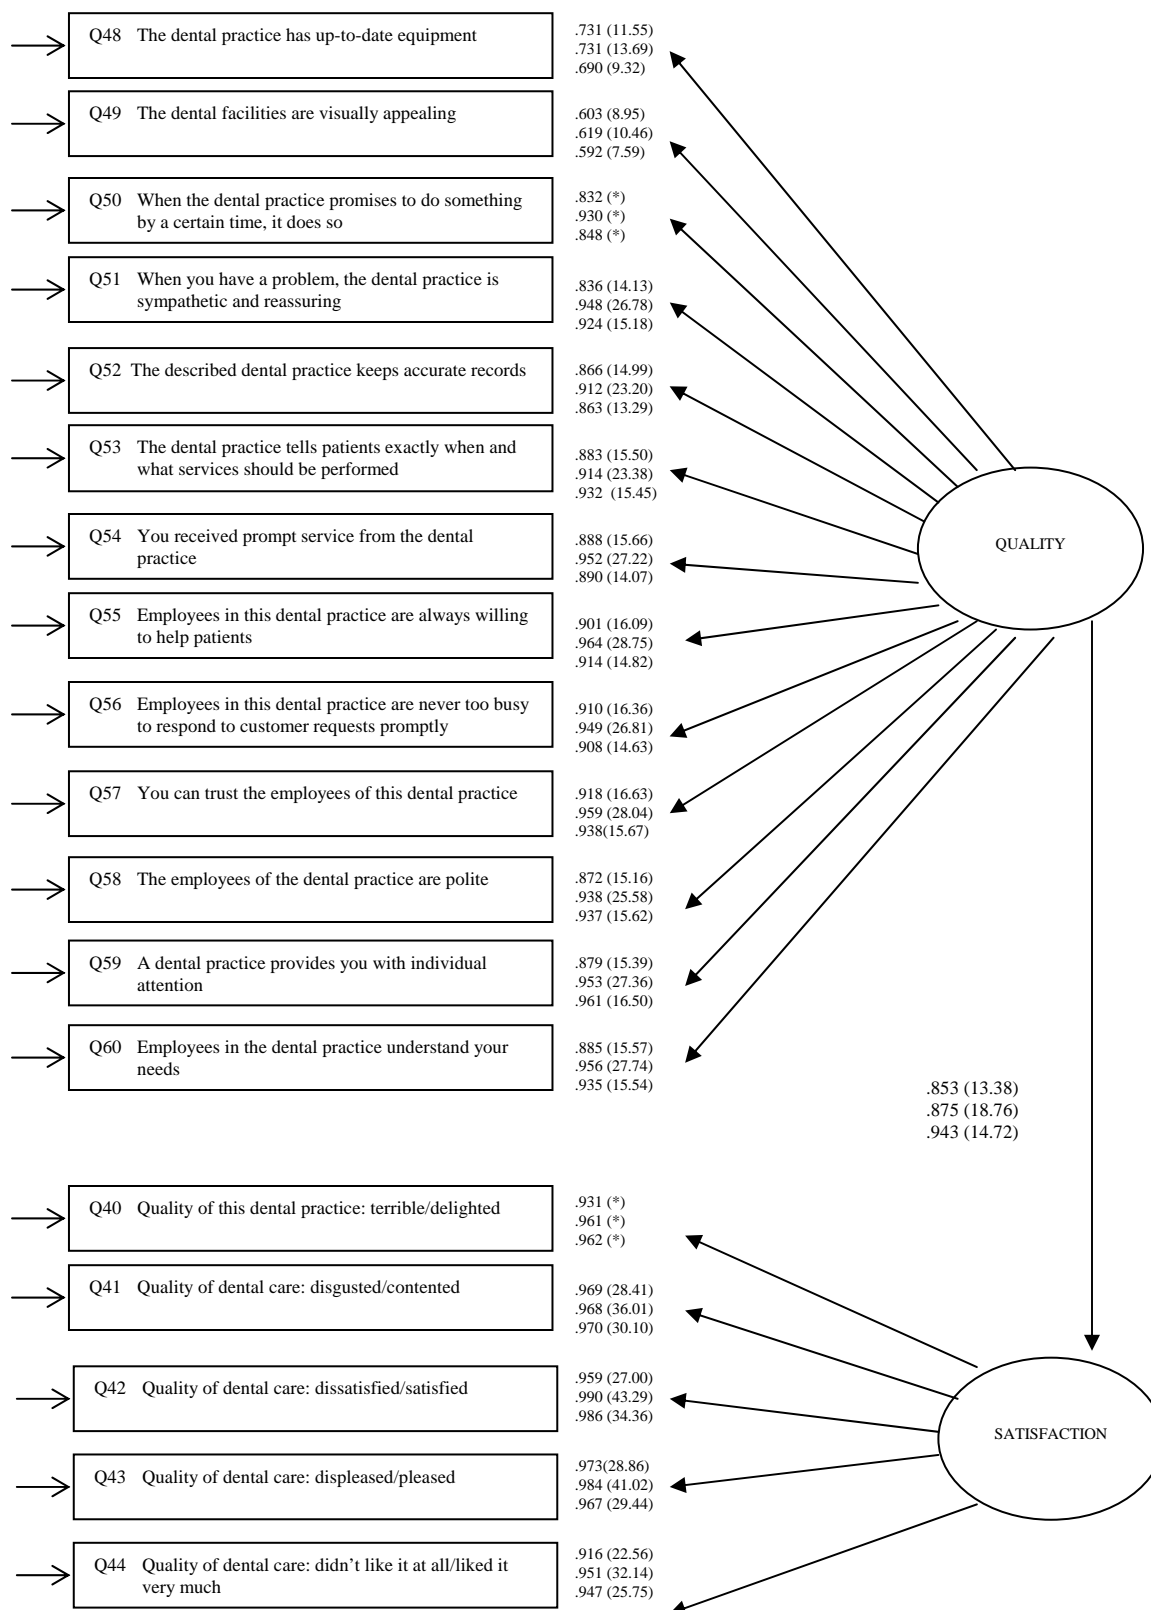 Q48 The dental practice has up-to-date equipment
.731 (11.55)
.731 (13.69)
.690 (9.32)
Q49 The dental facilities are visually appealing
.603 (8.95)
.619 (10.46)
.592 (7.59)
Q50 When the dental practice promises to do something
by a certain time, it does so
.832 (*)
.930 (*)
.848 (*)
Q51 When you have a problem, the dental practice is
sympathetic and reassuring
.836 (14.13)
.948 (26.78)
.924 (15.18)
Q52 The described dental practice keeps accurate records
.866 (14.99)
.912 (23.20)
.863 (13.29)
Q53 The dental practice tells patients exactly when and
what services should be performed
.883 (15.50)
.914 (23.38)
.932 (15.45)
Q54 You received prompt service from the dental
practice
.888 (15.66)
.952 (27.22)
.890 (14.07)
QUALITY
Q55 Employees in this dental practice are always willing
to help patients
.901 (16.09)
.964 (28.75)
.914 (14.82)
Q56 Employees in this dental practice are never too busy
to respond to customer requests promptly
.910 (16.36)
.949 (26.81)
.908 (14.63)
Q57 You can trust the employees of this dental practice
.918 (16.63)
.959 (28.04)
.938(15.67)
Q58 The employees of the dental practice are polite
.872 (15.16)
.938 (25.58)
.937 (15.62)
Q59 A dental practice provides you with individual
attention
.879 (15.39)
.953 (27.36)
.961 (16.50)
Q60 Employees in the dental practice understand your
needs
.885 (15.57)
.956 (27.74)
.935 (15.54)
.853 (13.38)
.875 (18.76)
.943 (14.72)
Q40 Quality of this dental practice: terrible/delighted
.931 (*)
.961 (*)
.962 (*)
Q41 Quality of dental care: disgusted/contented
.969 (28.41)
.968 (36.01)
.970 (30.10)
Q42 Quality of dental care: dissatisfied/satisfied
.959 (27.00)
.990 (43.29)
.986 (34.36)
SATISFACTION
Q43 Quality of dental care: displeased/pleased
.973(28.86)
.984 (41.02)
.967 (29.44)
Q44 Quality of dental care: didn't like it at all/liked it
very much
.916 (22.56)
.951 (32.14)
.947 (25.75)